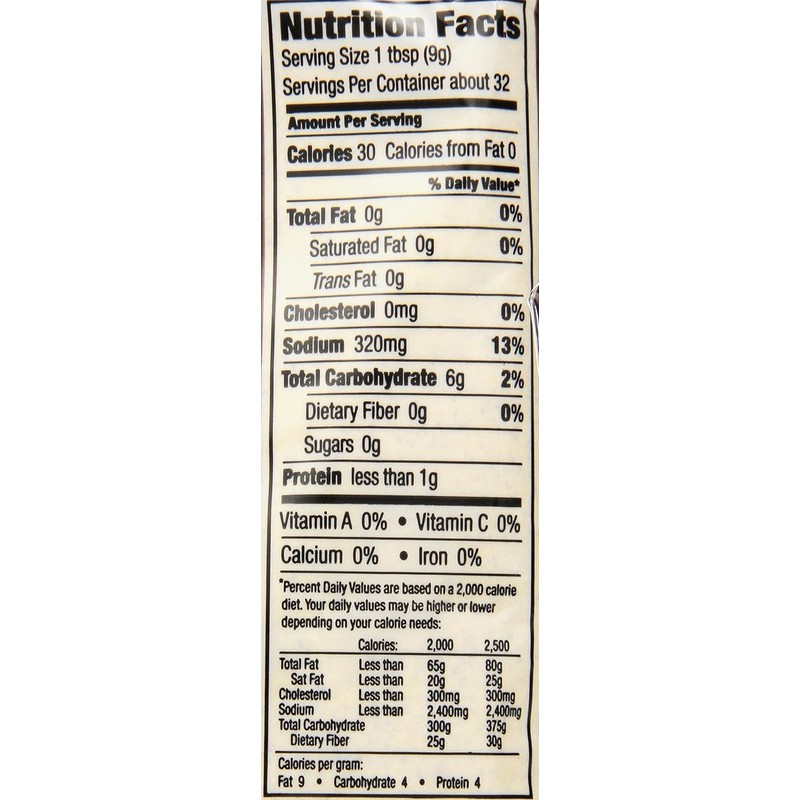 Nutrition Facts
Serving Size 1 tbsp (9g)
Servings Per Container about 32
Amount Per Serving
Calories 30 Calories from Fat 0
% Daily Value*
Total Fat 0g 0%
Saturated Fat 0g 0%
Trans Fat 0g
Cholesterol 0mg 0%
Sodium 320mg 13%
Total Carbohydrate 6g 2%
Dietary Fiber 0g 0%
Sugars 0g
Protein less than 1g
Vitamin A 0% • Vitamin C 0%
Calcium 0% • Iron 0%
*Percent Daily Values are based on a 2,000 calorie
diet. Your daily values may be higher or lower
depending on your calorie needs:
Calories: 2,000 2,500
Total Fat Less than 65g 80g
Sat Fat Less than 20g 25g
Cholesterol Less than 300mg 300mg
Sodium Less than 2,400mg 2,400mg
Total Carbohydrate 300g 375g
Dietary Fiber 25g 30g
Calories per gram:
Fat 9 • Carbohydrate 4 • Protein 4